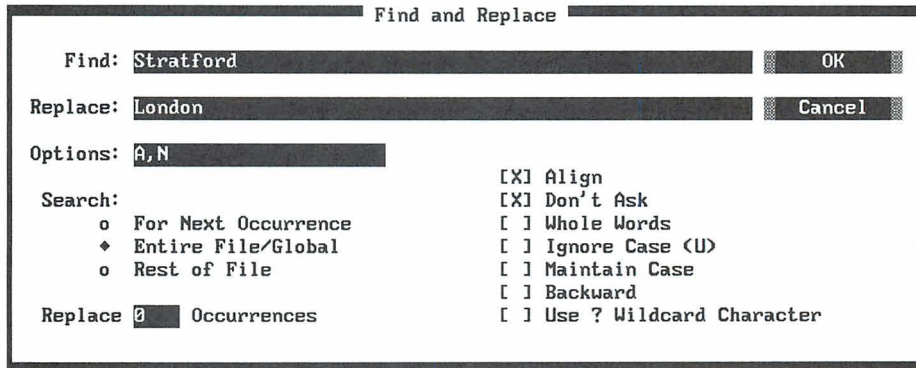 Find and Replace
Find: Stratford OK
Replace: London Cancel
Options: A,N
[X] Align
Search: [X] Don't Ask
o For Next Occurrence [ ] Whole Words
◆ Entire File/Global [ ] Ignore Case (U)
o Rest of File [ ] Maintain Case
[ ] Backward
Replace 0 Occurrences [ ] Use ? Wildcard Character